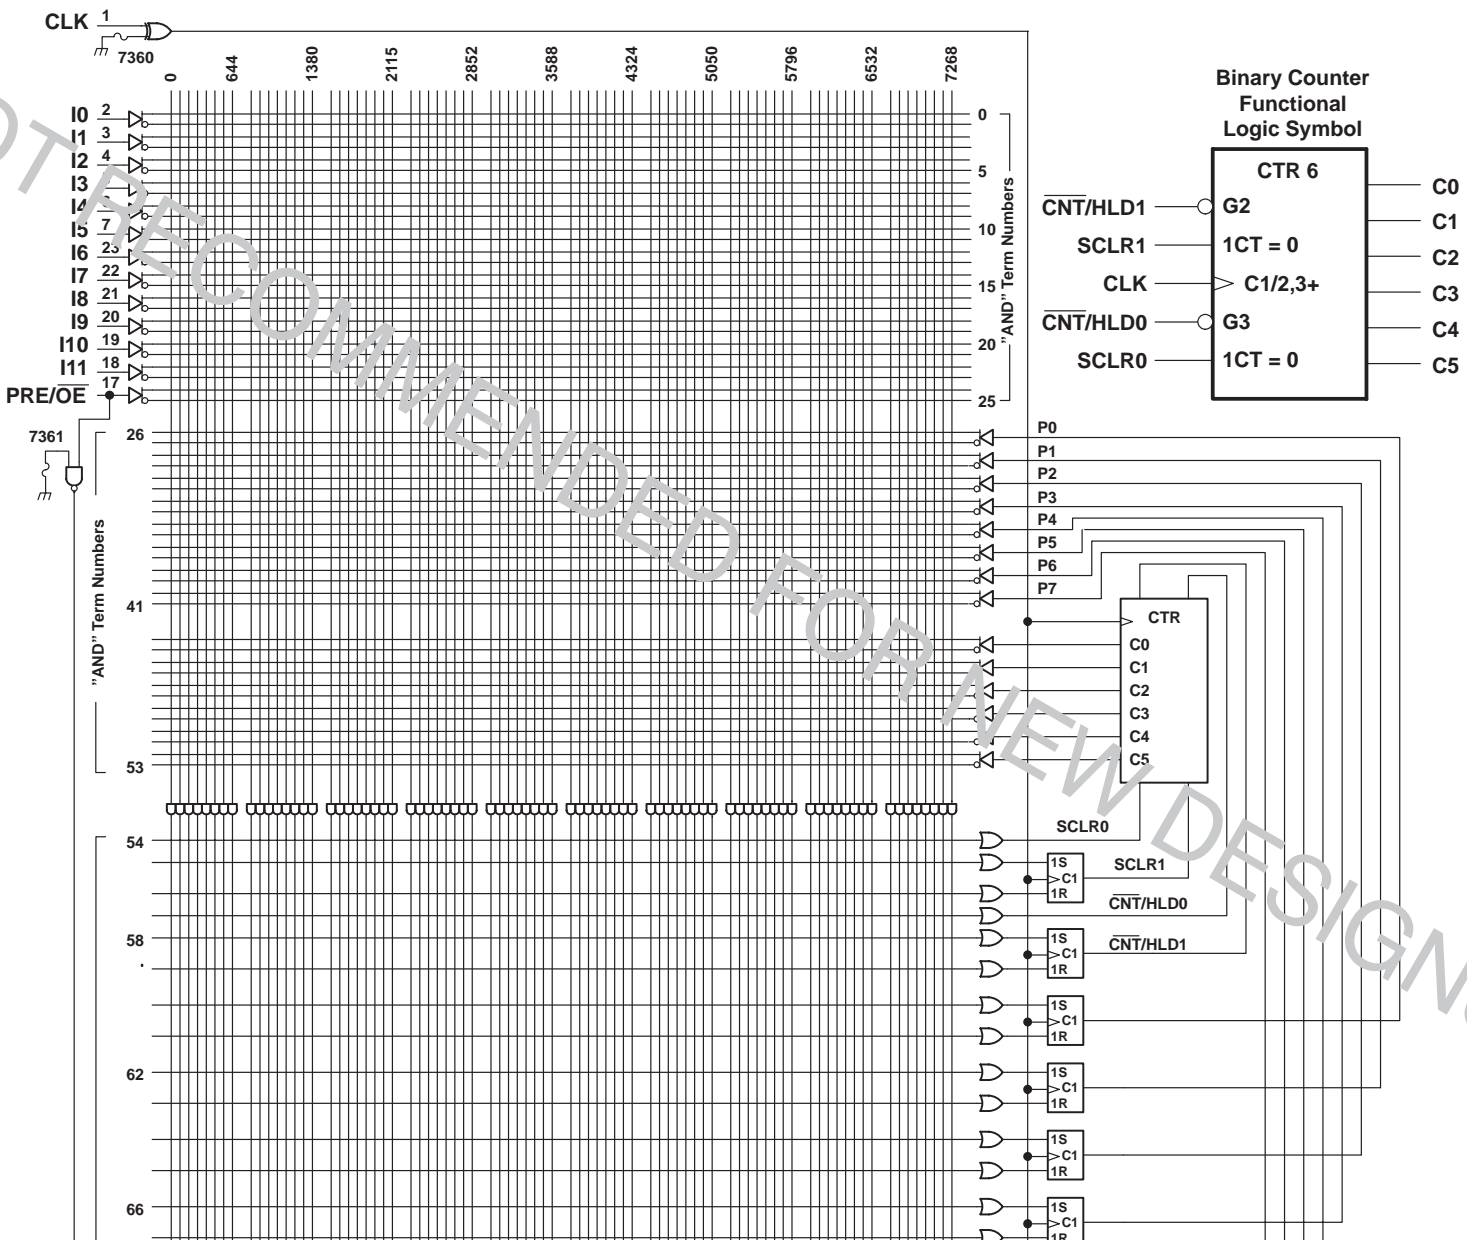 CLK 1
7360
0 644 1380 2115 2852 3588 4324 5050 5796 6532 7268
I0 2
I1 3
I2 4
I3
I4
I5 7
I6 23
I7 22
I8 21
I9 20
I10 19
I11 18
PRE/OE 17
7361
0
5
10
15
20
25
"AND" Term Numbers
26
41
53
"AND" Term Numbers
Binary Counter
Functional
Logic Symbol
CTR 6
CNT/HLD1 G2
SCLR1 1CT = 0
CLK C1/2,3+
CNT/HLD0 G3
SCLR0 1CT = 0
C0
C1
C2
C3
C4
C5
P0
P1
P2
P3
P4
P5
P6
P7
CTR
C0
C1
C2
C3
C4
C5
54
58
.
62
66
SCLR0
1S
C1
1R
SCLR1
CNT/HLD0
1S
C1
1R
CNT/HLD1
1S
C1
1R
1S
C1
1R
1S
C1
1R
1S
C1
1R
RECOMMENDED FOR NEW DESIGN